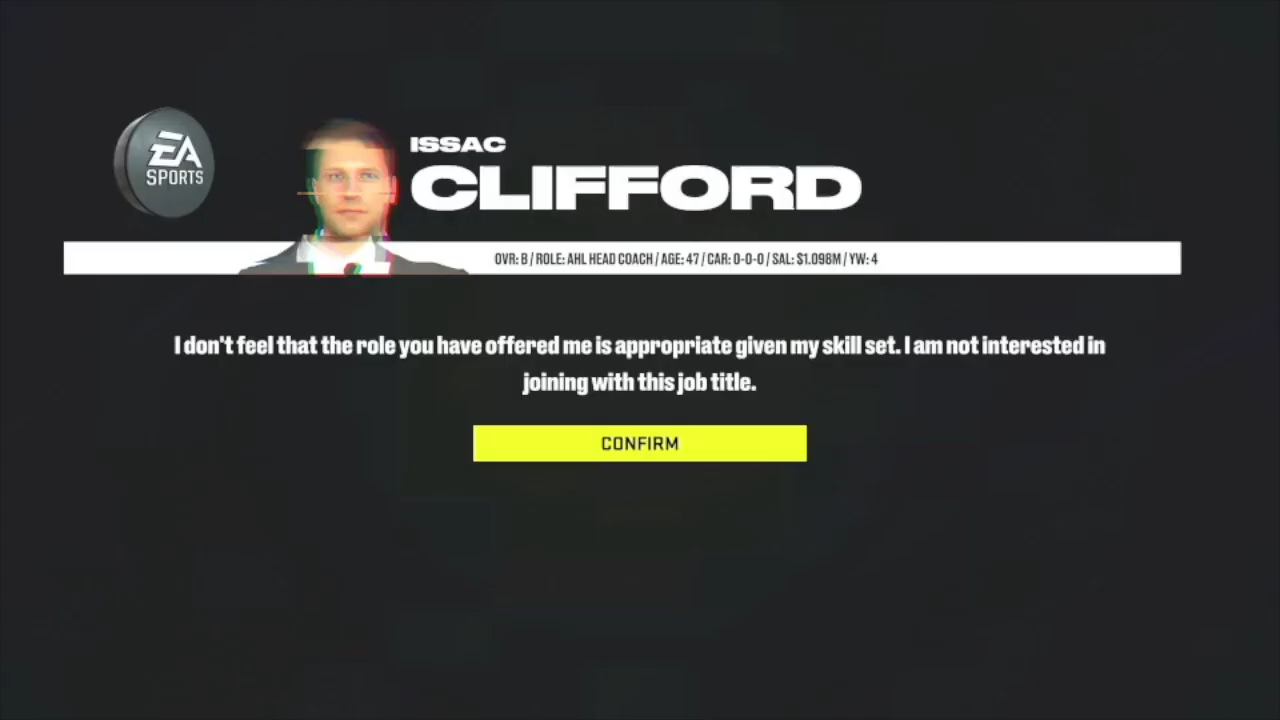 EA
SPORTS
ISSAC
CLIFFORD
OVR: B / ROLE: AHL HEAD COACH / AGE: 47 / CAR: 0-0-0 / SAL: $1.098M / YW: 4
I don't feel that the role you have offered me is appropriate given my skill set. I am not interested in
joining with this job title.
CONFIRM